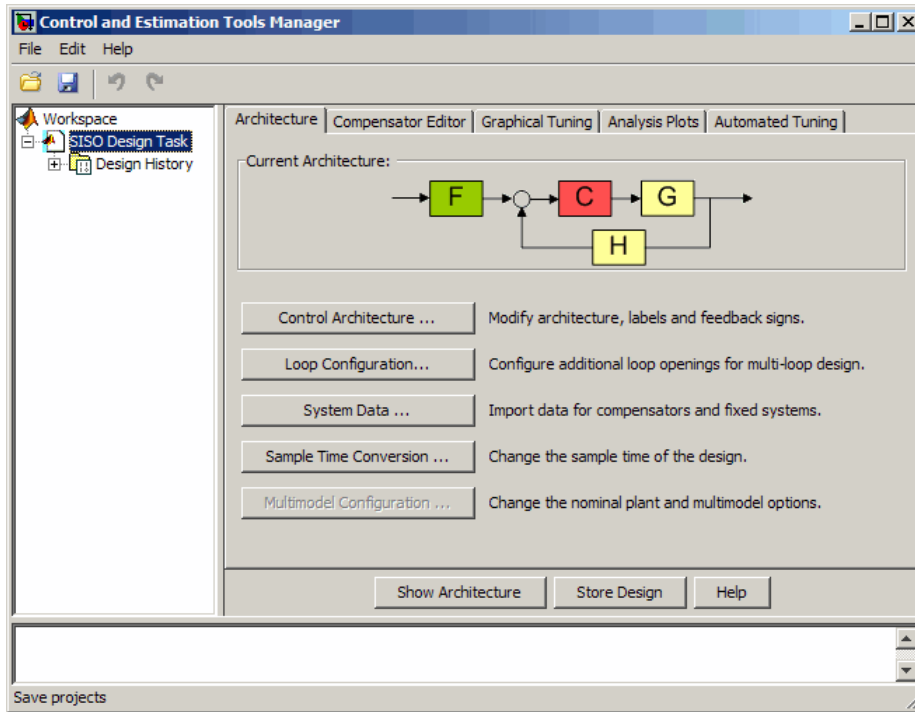 Control and Estimation Tools Manager
File Edit Help
Workspace
SISO Design Task
Design History
Architecture Compensator Editor Graphical Tuning Analysis Plots Automated Tuning
Current Architecture:
F C G
H
Control Architecture ... Modify architecture, labels and feedback signs.
Loop Configuration... Configure additional loop openings for multi-loop design.
System Data ... Import data for compensators and fixed systems.
Sample Time Conversion ... Change the sample time of the design.
Multimodel Configuration ... Change the nominal plant and multimodel options.
Show Architecture Store Design Help
Save projects